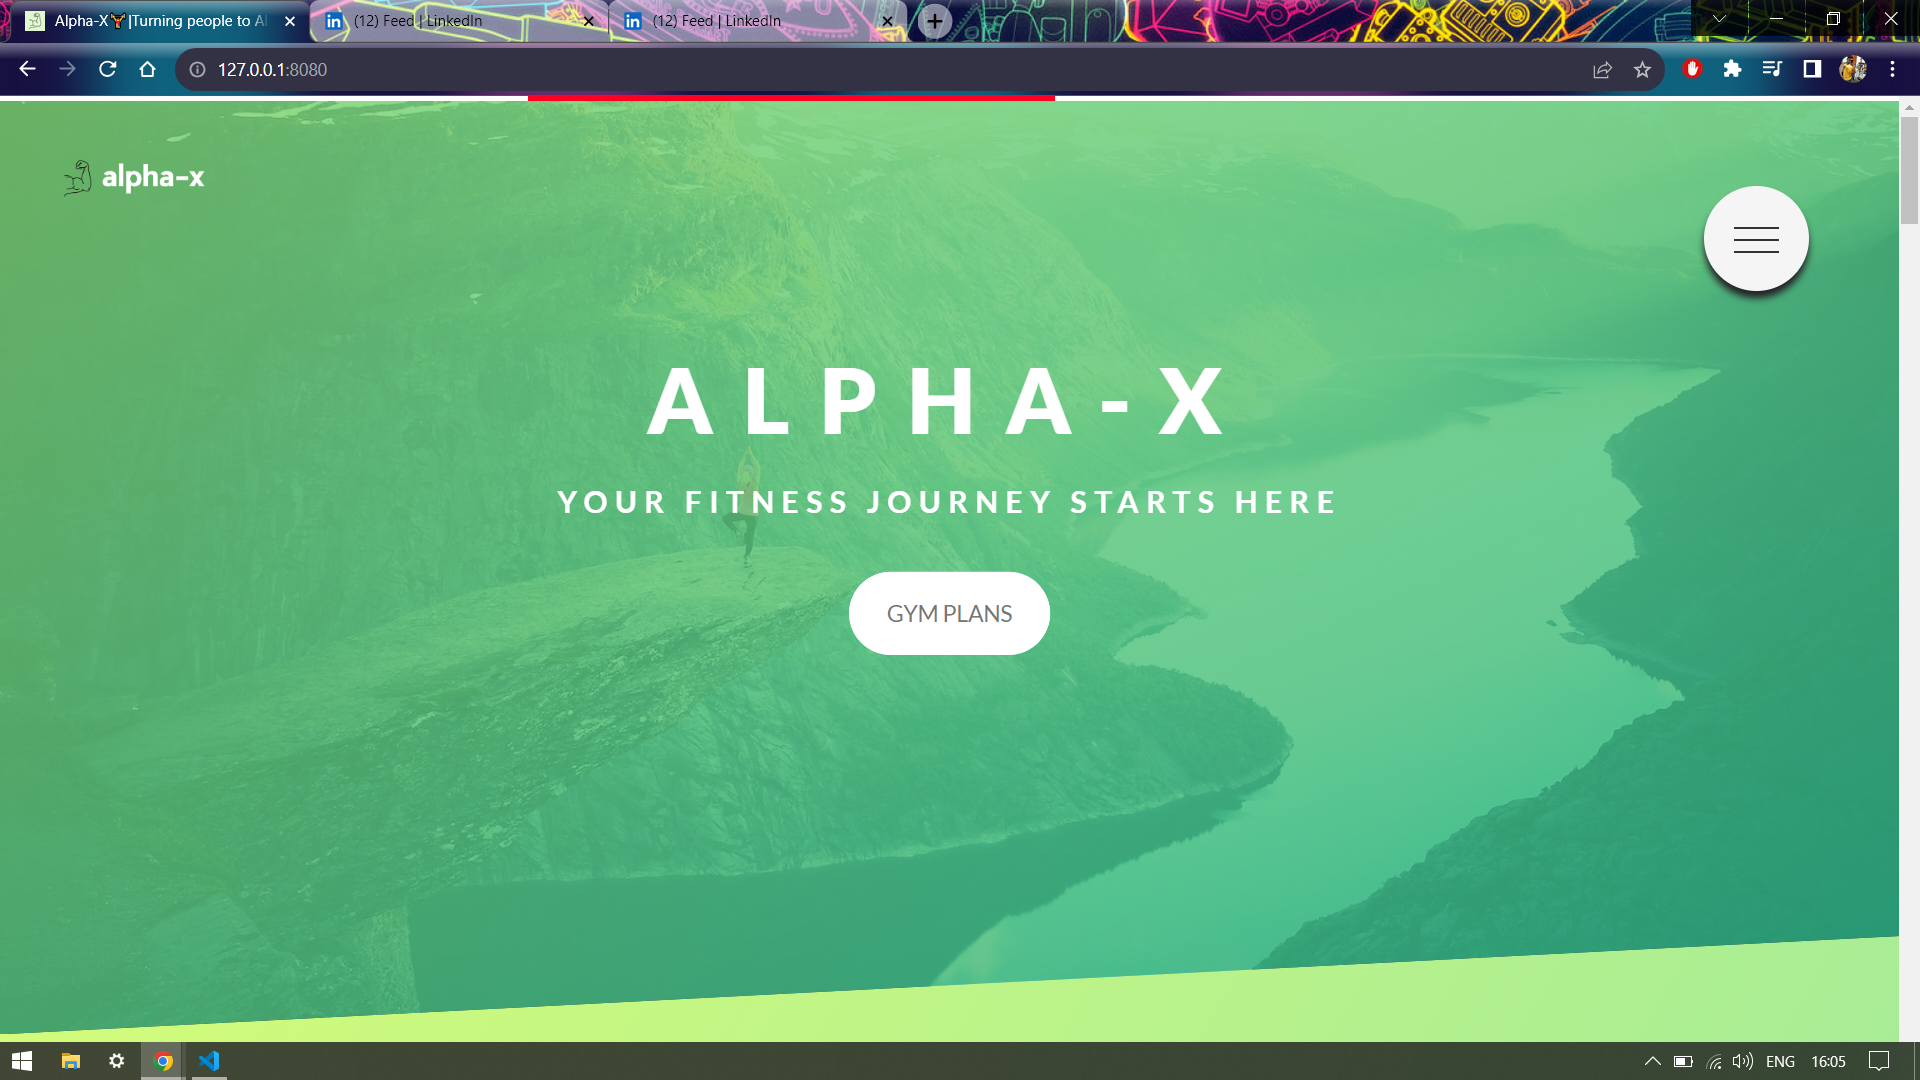 Alpha-X |Turning people to Al
(12) Feed | LinkedIn
(12) Feed | LinkedIn
127.0.0.1:8080
alpha-x
ALPHA-X
YOUR FITNESS JOURNEY STARTS HERE
GYM PLANS
ENG
16:05